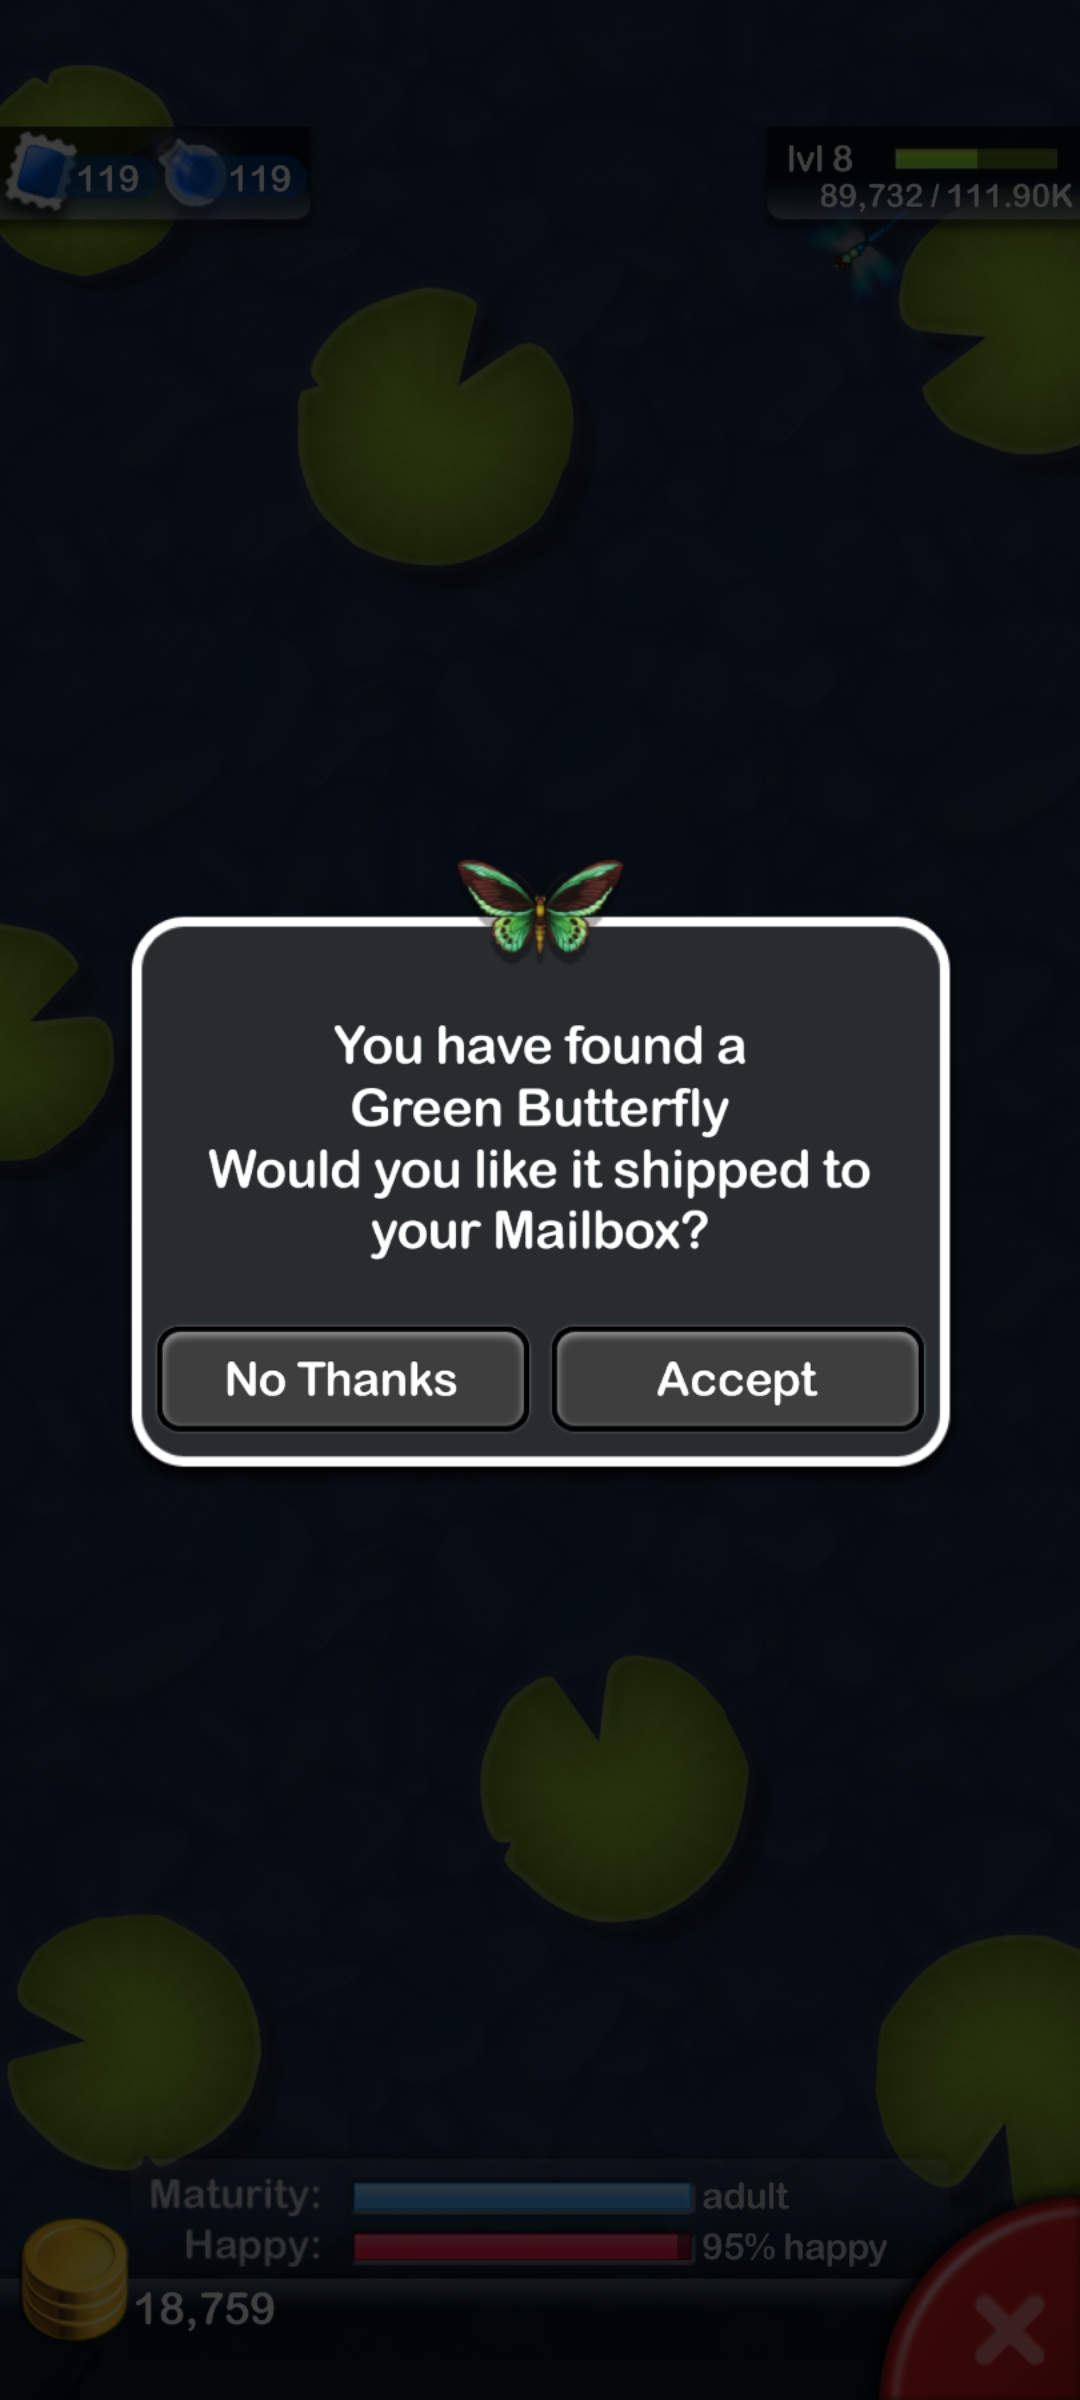 119 119
lvl 8
89,732 / 111.90K
You have found a
Green Butterfly
Would you like it shipped to
your Mailbox?
No Thanks Accept
Maturity: adult
Happy: 95% happy
18,759